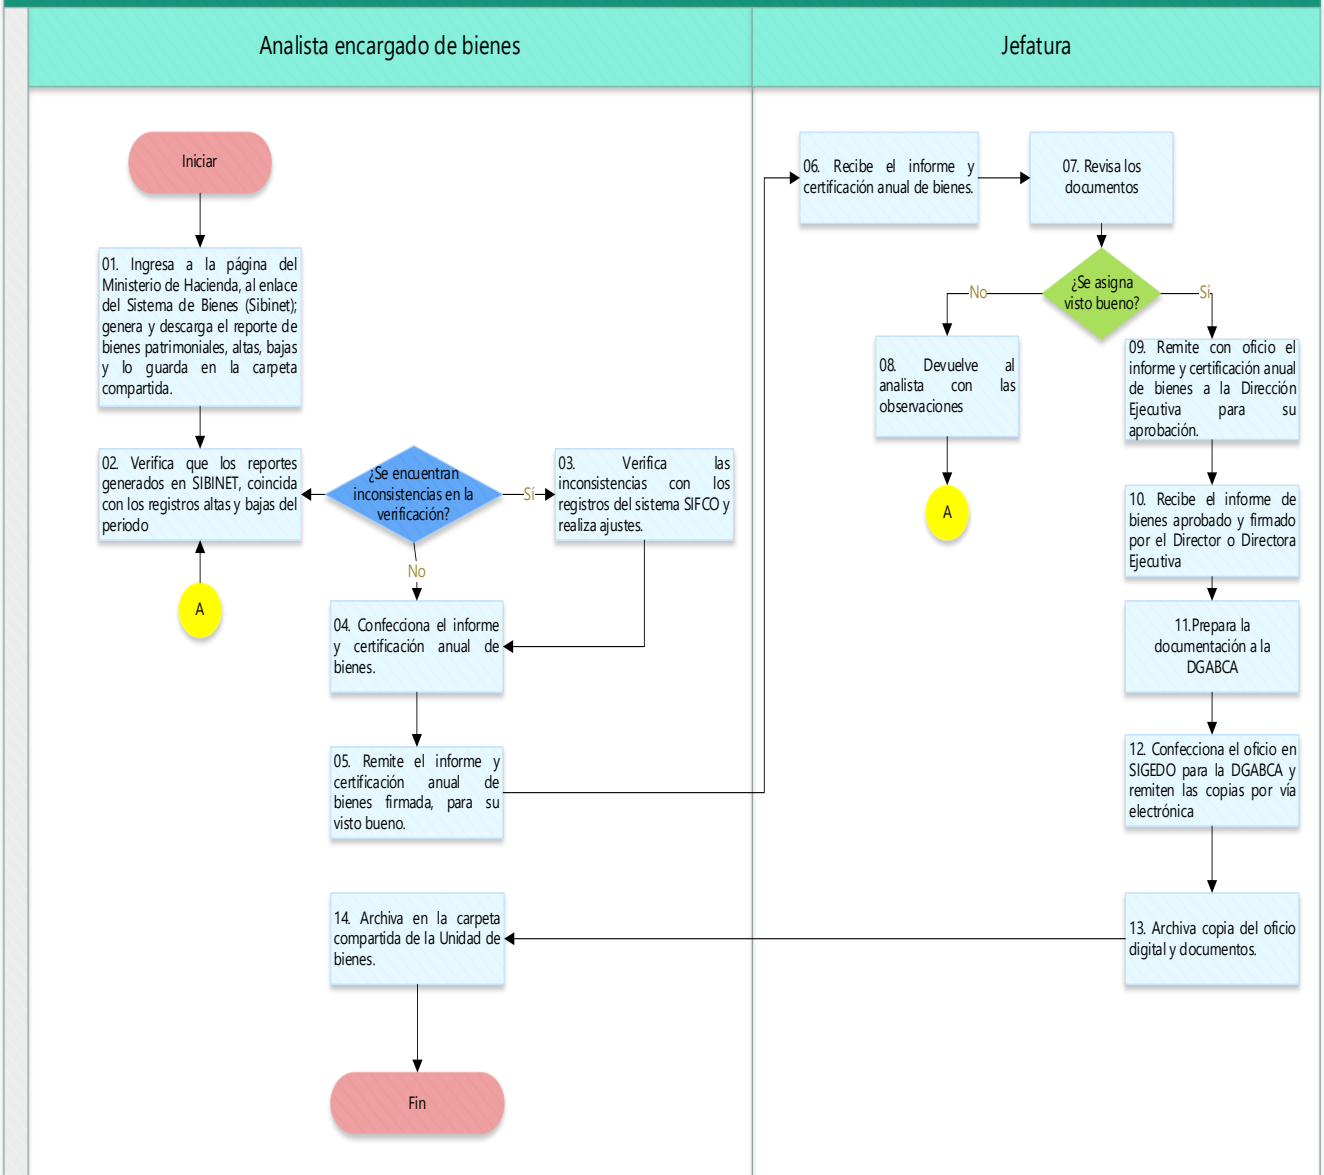 Analista encargado de bienes
Jefatura
Iniciar
01. Ingresa a la página del
Ministerio de Hacienda, al enlace
del Sistema de Bienes (Sibinet);
genera y descarga el reporte de
bienes patrimoniales, altas, bajas
y lo guarda en la carpeta
compartida.
02. Verifica que los reportes
generados en SIBINET, coincida
con los registros altas y bajas del
periodo
A
¿Se encuentran
inconsistencias en la
verificación?
Sí
No
03. Verifica las
inconsistencias con los
registros del sistema SIFCO y
realiza ajustes.
04. Confecciona el informe
y certificación anual de
bienes.
05. Remite el informe y
certificación anual de
bienes firmada, para su
visto bueno.
06. Recibe el informe y
certificación anual de bienes.
07. Revisa los
documentos
¿Se asigna
visto bueno?
No
Sí
08. Devuelve al
analista con las
observaciones
A
09. Remite con oficio el
informe y certificación anual
de bienes a la Dirección
Ejecutiva para su
aprobación.
10. Recibe el informe de
bienes aprobado y firmado
por el Director o Directora
Ejecutiva
11.Prepara la
documentación a la
DGABCA
12. Confecciona el oficio en
SIGEDO para la DGABCA y
remiten las copias por vía
electrónica
13. Archiva copia del oficio
digital y documentos.
14. Archiva en la carpeta
compartida de la Unidad de
bienes.
Fin